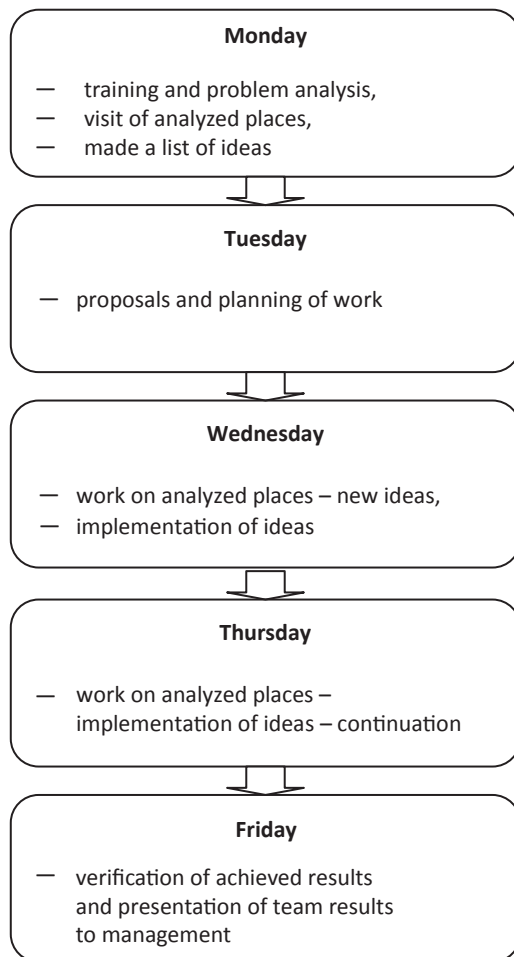 Monday
— training and problem analysis,
— visit of analyzed places,
— made a list of ideas
Tuesday
— proposals and planning of work
Wednesday
— work on analyzed places – new ideas,
— implementation of ideas
Thursday
— work on analyzed places –
implementation of ideas – continuation
Friday
— verification of achieved results
and presentation of team results
to management